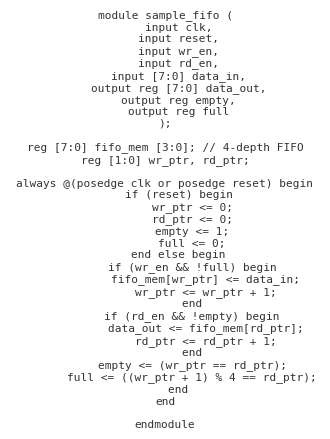 module sample_fifo (
input clk,
input reset,
input wr_en,
input rd_en,
input [7:0] data_in,
output reg [7:0] data_out,
output reg empty,
output reg full
);
reg [7:0] fifo_mem [3:0]; // 4-depth FIFO
reg [1:0] wr_ptr, rd_ptr;
always @(posedge clk or posedge reset) begin
if (reset) begin
wr_ptr <= 0;
rd_ptr <= 0;
empty <= 1;
full <= 0;
end else begin
if (wr_en && !full) begin
fifo_mem[wr_ptr] <= data_in;
wr_ptr <= wr_ptr + 1;
end
if (rd_en && !empty) begin
data_out <= fifo_mem[rd_ptr];
rd_ptr <= rd_ptr + 1;
end
empty <= (wr_ptr == rd_ptr);
full <= ((wr_ptr + 1) % 4 == rd_ptr);
end
end
endmodule